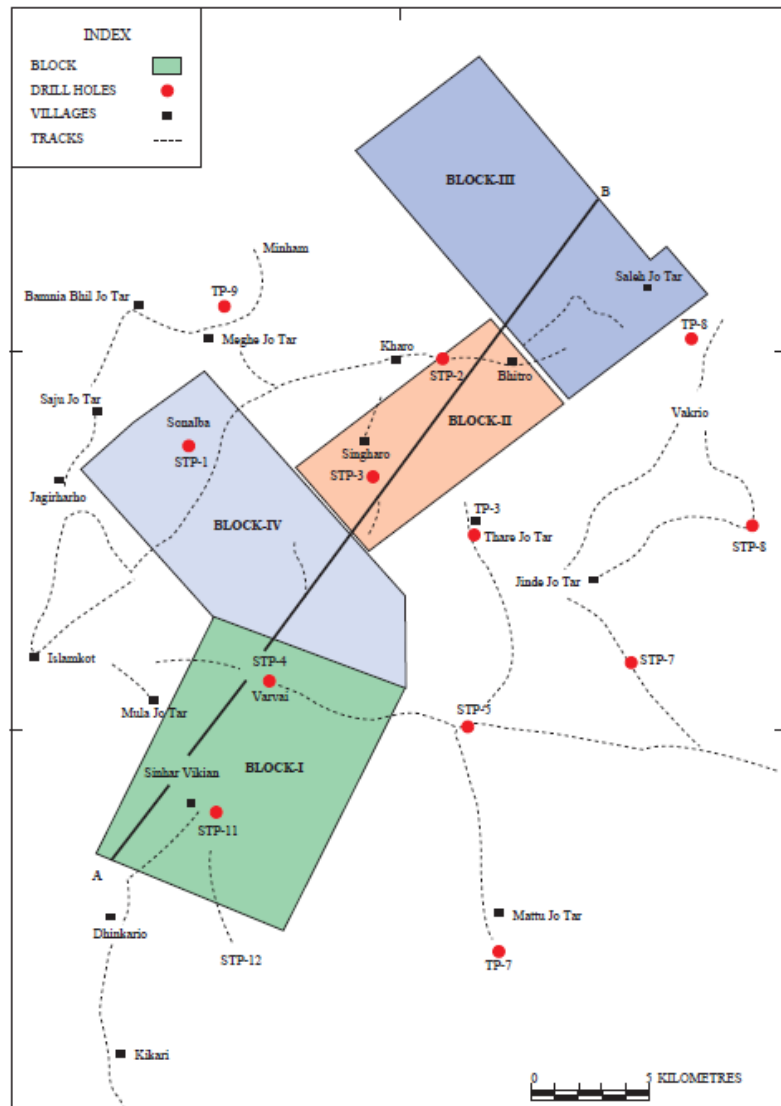 INDEX
BLOCK
DRILL HOLES
VILLAGES
TRACKS
BLOCK-III
B
Minham
Saleh Jo Tar
Bamnia Bhil Jo Tar
TP-9
TP-8
Meghe Jo Tar
Kharo
STP-2
Bhitro
Saju Jo Tar
Sonalba
BLOCK-II
Vakrio
Singharo
STP-1
STP-3
Jagirharho
TP-3
BLOCK-IV
Thare Jo Tar
STP-8
Jinde Jo Tar
Islamkot
STP-4
STP-7
Varvai
Mula Jo Tar
STP-5
Sinhar Vikian
BLOCK-I
STP-11
A
Mattu Jo Tar
Dhinkario
STP-12
TP-7
Kikari
0 5 KILOMETRES